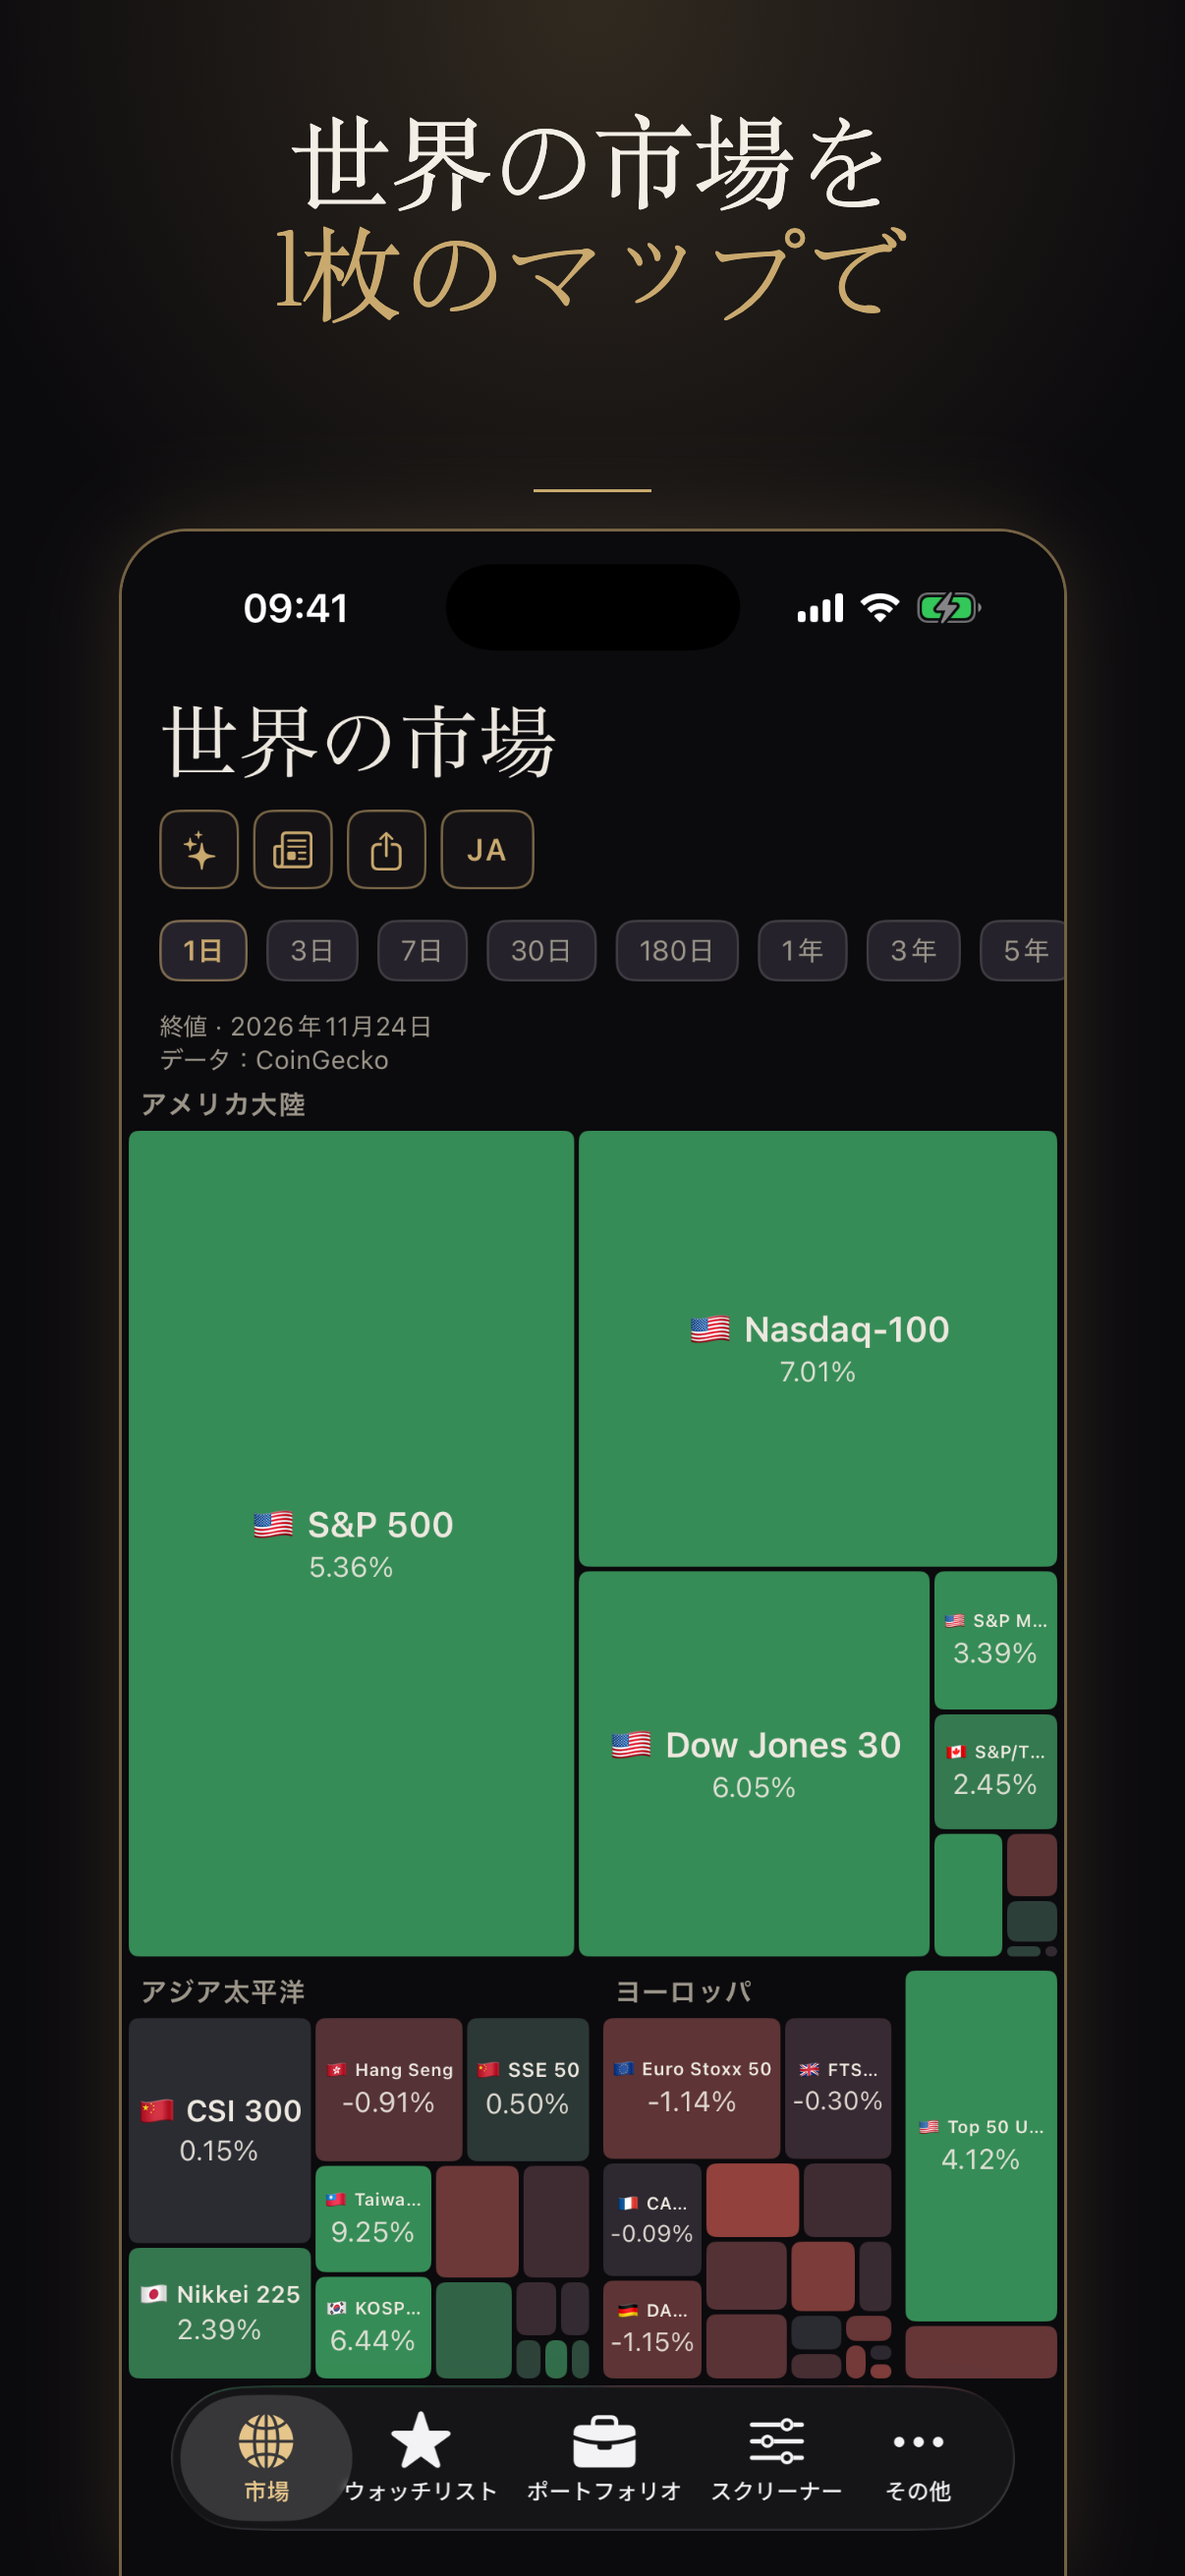 世界の市場を
1枚のマップで
09:41
世界の市場
JA
1日 3日 7日 30日 180日 1年 3年 5年
終値 · 2026年11月24日
データ：CoinGecko
アメリカ大陸
S&P 500
5.36%
Nasdaq-100
7.01%
Dow Jones 30
6.05%
S&P M...
3.39%
S&P/T...
2.45%
アジア太平洋
CSI 300
0.15%
Hang Seng
-0.91%
SSE 50
0.50%
Taiwa...
9.25%
Nikkei 225
2.39%
KOSP...
6.44%
ヨーロッパ
Euro Stoxx 50
-1.14%
FTS...
-0.30%
CA...
-0.09%
DA...
-1.15%
Top 50 U...
4.12%
市場 ウォッチリスト ポートフォリオ スクリーナー その他